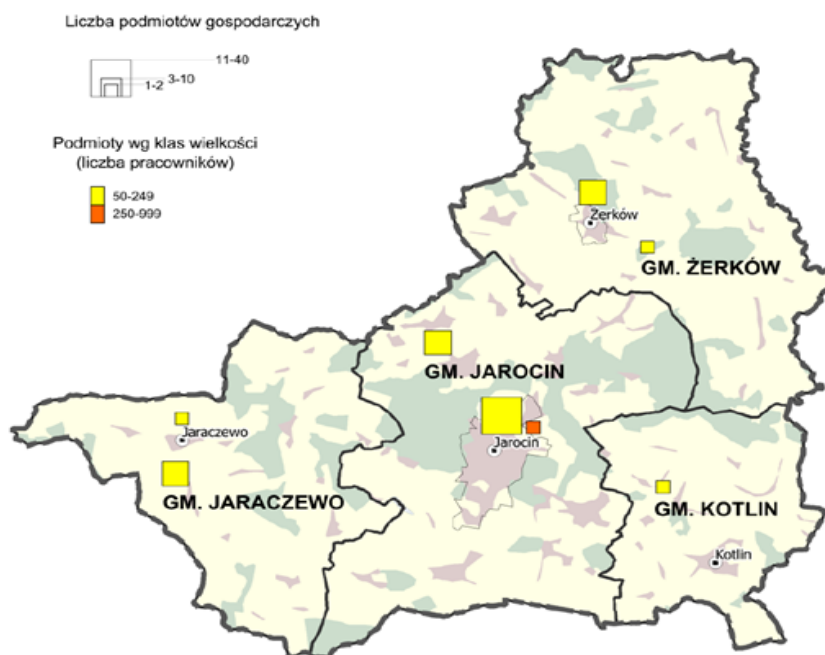 Liczba podmiotów gospodarczych
11-40
3-10
1-2
Podmioty wg klas wielkości
(liczba pracowników)
50-249
250-999
Żerków
GM. ŻERKÓW
GM. JAROCIN
Jarocin
Jaraczewo
GM. JARACZEWO
GM. KOTLIN
Kotlin